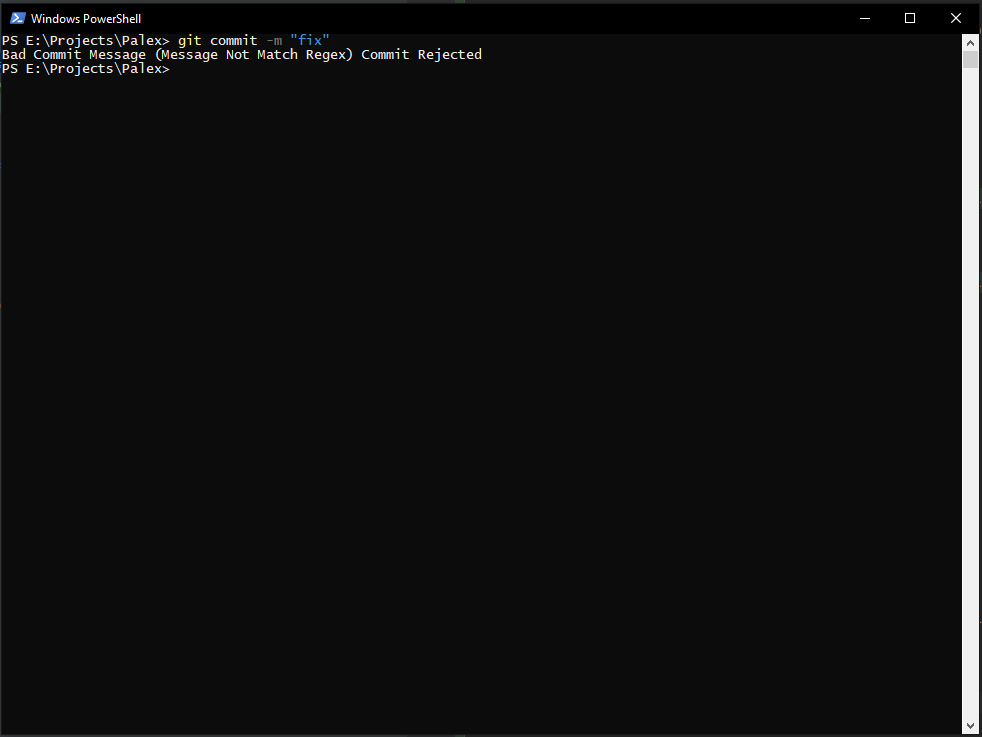 Windows PowerShell
PS E:\Projects\Palex> git commit -m "fix"
Bad Commit Message (Message Not Match Regex) Commit Rejected
PS E:\Projects\Palex>